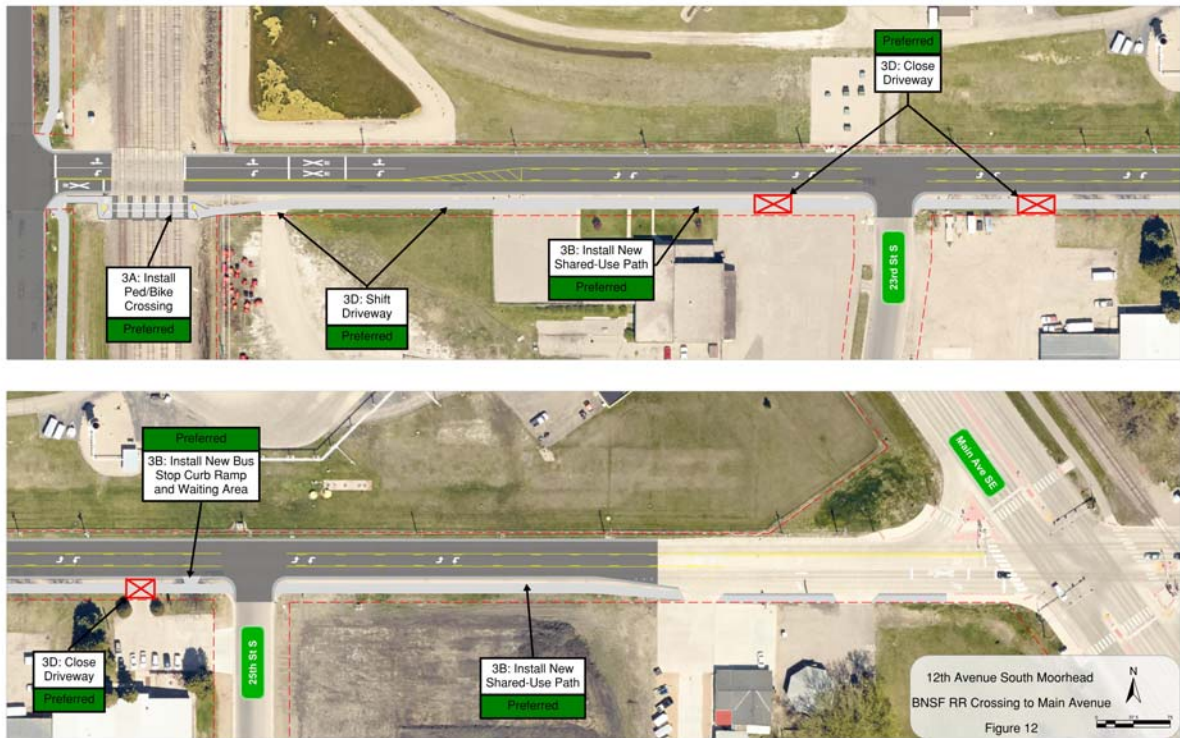 Preferred
3D: Close
Driveway
3A: Install
Ped/Bike
Crossing
Preferred
3D: Shift
Driveway
Preferred
3B: Install New
Shared-Use Path
Preferred
23rd St S
Preferred
3B: Install New Bus
Stop Curb Ramp
and Waiting Area
Main Ave SE
3D: Close
Driveway
Preferred
25th St S
3B: Install New
Shared-Use Path
Preferred
12th Avenue South Moorhead
BNSF RR Crossing to Main Avenue
Figure 12
N